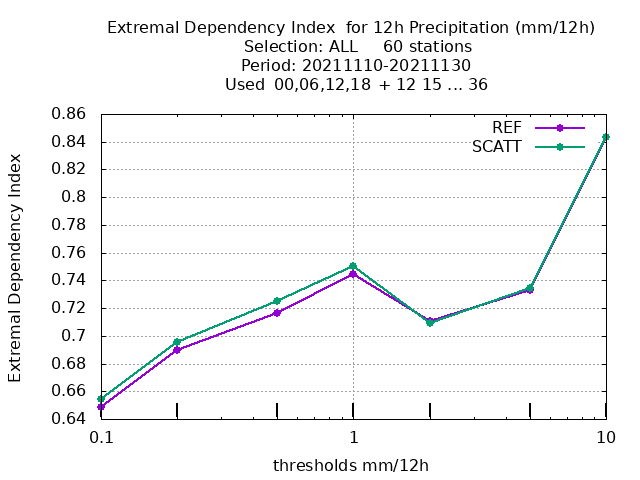 Extremal Dependency Index  for 12h Precipitation (mm/12h)
Selection: ALL     60 stations
Period: 20211110-20211130
Used  00,06,12,18  + 12 15 ... 36
0.86
0.84
0.82
0.8
0.78
0.76
0.74
0.72
0.7
0.68
0.66
0.64
Extremal Dependency Index
REF
SCATT
0.1
1
10
thresholds mm/12h